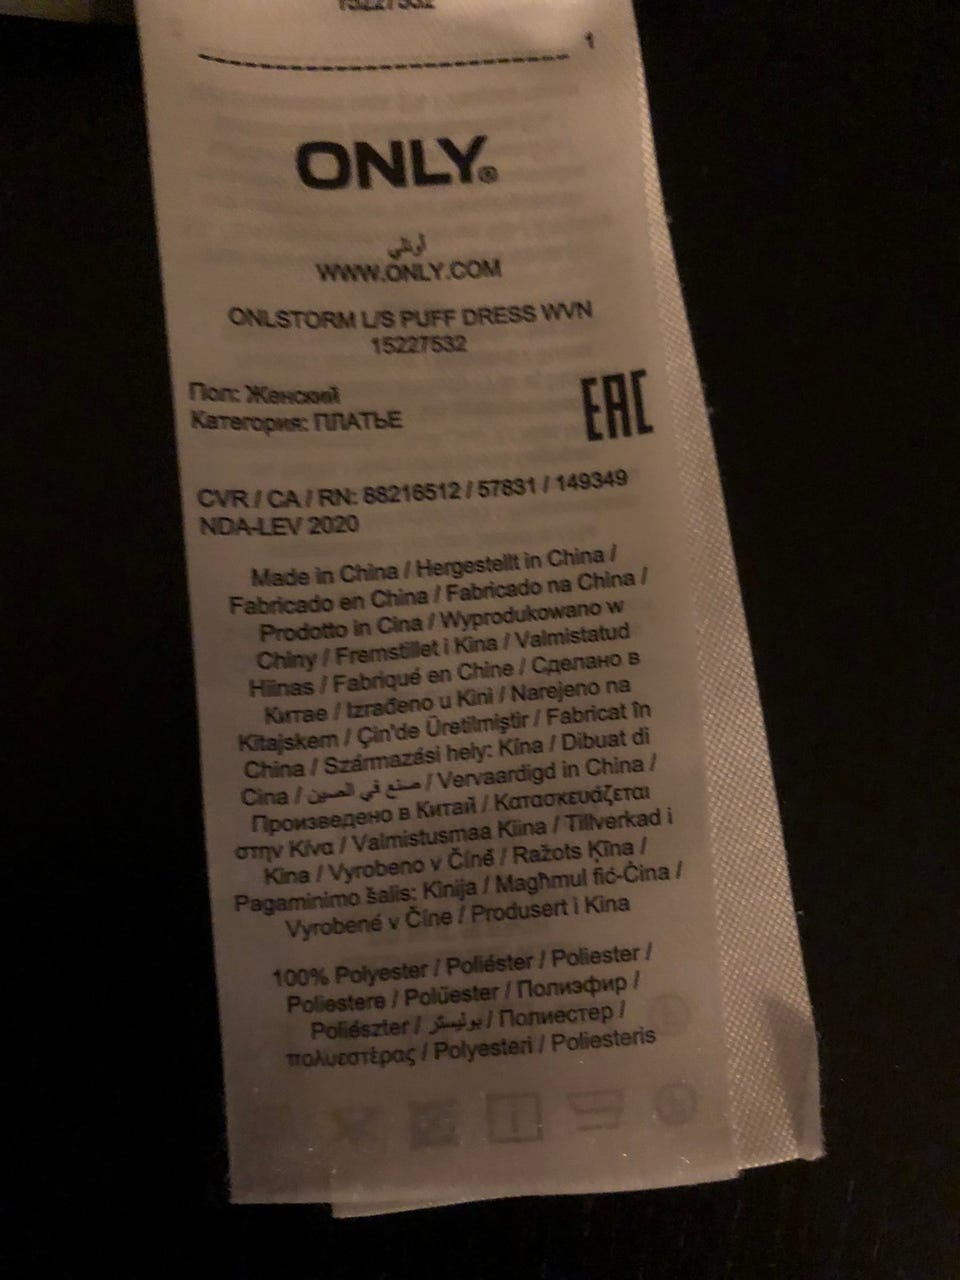 15227532
1
ONLY®
أونلي
WWW.ONLY.COM
ONLSTORM L/S PUFF DRESS WVN
15227532
Пол: Женский
Категория: ПЛАТЬЕ
EAC
CVR / CA / RN: 88216512 / 57831 / 149349
NDA-LEV 2020
Made in China / Hergestellt in China /
Fabricado en China / Fabricado na China /
Prodotto in Cina / Wyprodukowano w
Chiny / Fremstillet i Kina / Valmistatud
Hiinas / Fabriqué en Chine / Сделано в
Китае / Izrađeno u Kini / Narejeno na
Kitajskem / Çin'de Üretilmiştir / Fabricat în
China / Származási hely: Kína / Dibuat di
Cina / صنع في الصين / Vervaardigd in China /
Произведено в Китай / Κατασκευάζεται
στην Κίνα / Valmistusmaa Kiina / Tillverkad i
Kina / Vyrobeno v Číně / Ražots Ķīnā /
Pagaminimo šalis: Kinija / Magħmul fiċ-Ċina /
Vyrobené v Číne / Produsert i Kina
100% Polyester / Poliéster / Poliester /
Poliestere / Polüester / Полиэфир /
Poliészter / بوليستر / Полиестер /
πολυεστέρας / Polyesteri / Poliesteris